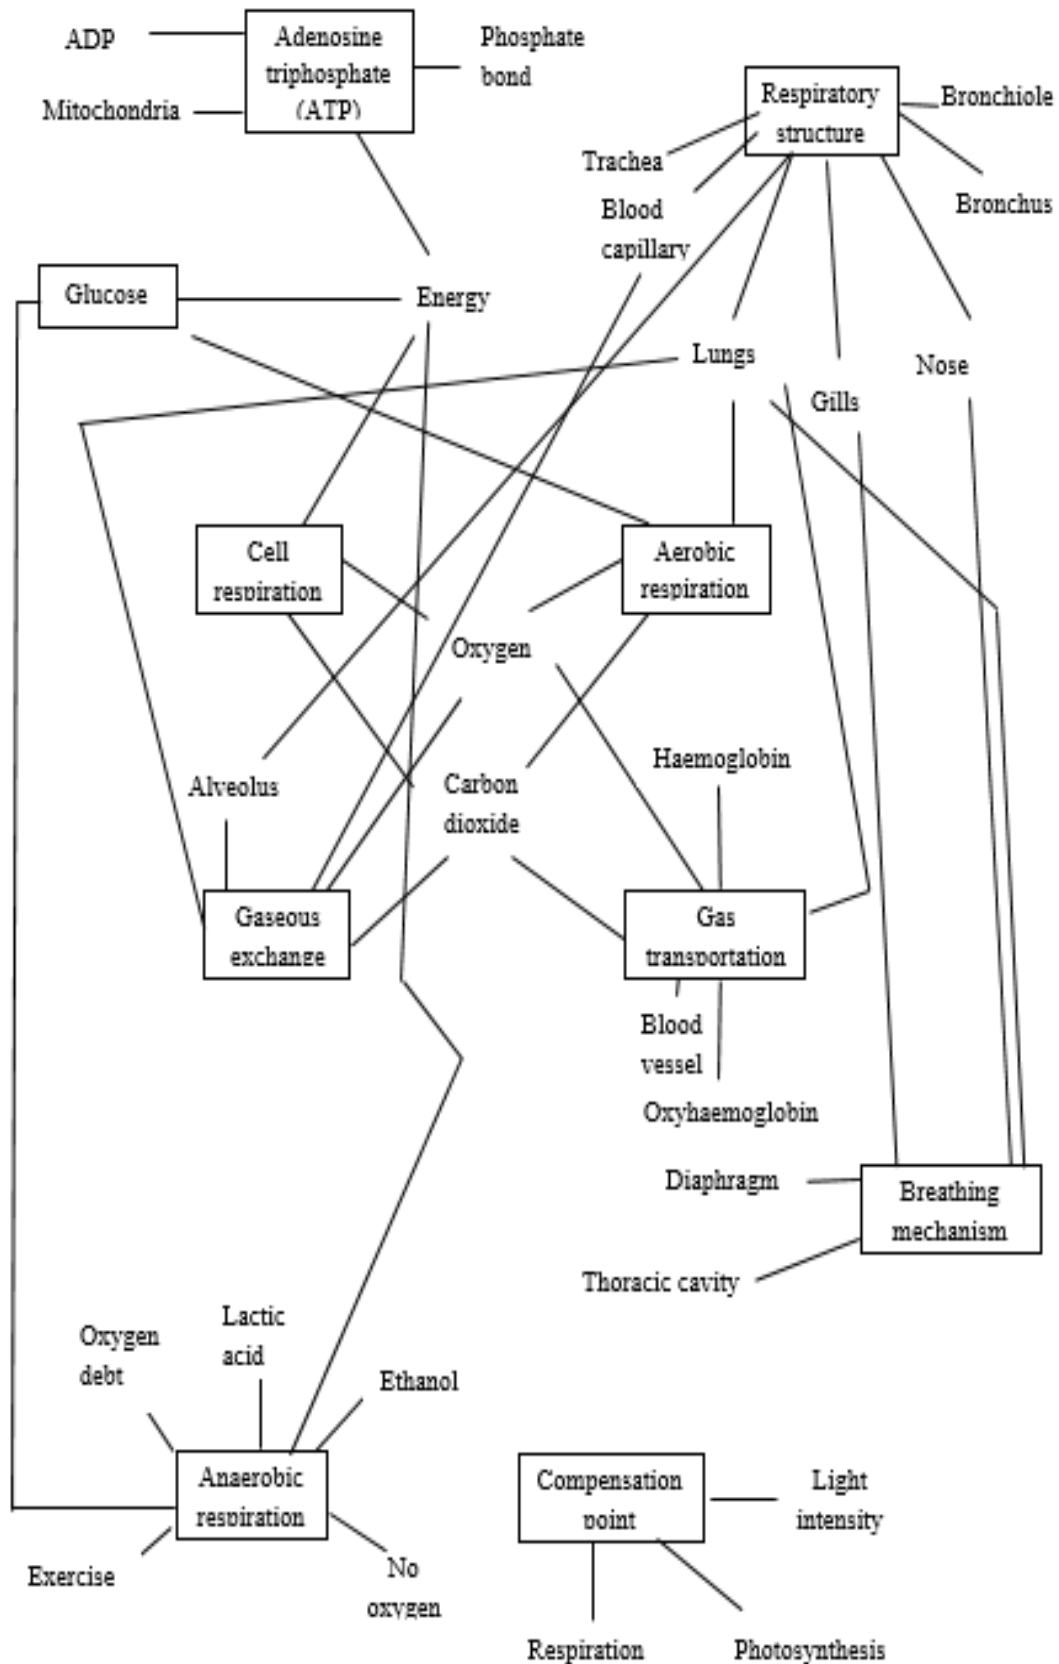 ADP
Adenosine
triphosphate
(ATP)
Phosphate
bond
Mitochondria
Respiratory
structure
Bronchiole
Trachea
Bronchus
Blood
capillary
Glucose
Energy
Lungs
Nose
Gills
Cell
respiration
Aerobic
respiration
Oxygen
Haemoglobin
Alveolus
Carbon
dioxide
Gaseous
exchange
Gas
transportation
Blood
vessel
Oxyhaemoglobin
Diaphragm
Breathing
mechanism
Thoracic cavity
Oxygen
debt
Lactic
acid
Ethanol
Anaerobic
respiration
Compensation
point
Light
intensity
Exercise
No
oxygen
Respiration
Photosynthesis